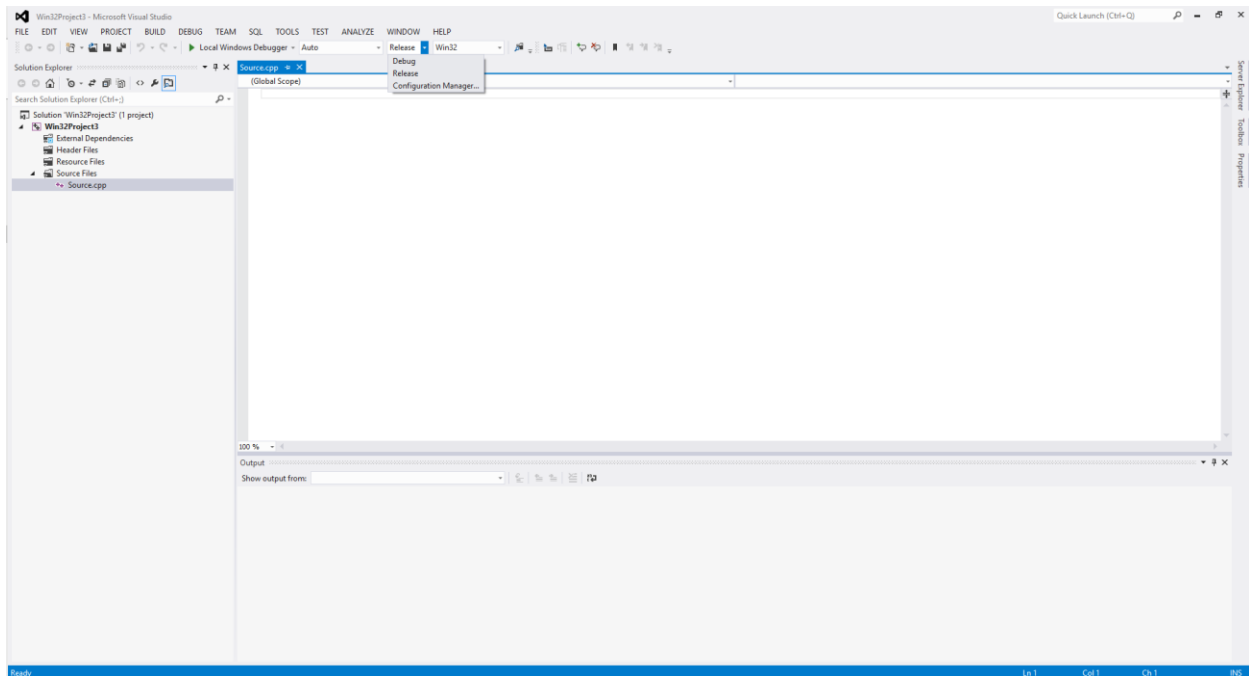 Win32Project3 - Microsoft Visual Studio
Quick Launch (Ctrl+Q)
FILE EDIT VIEW PROJECT BUILD DEBUG TEAM SQL TOOLS TEST ANALYZE WINDOW HELP
Local Windows Debugger Auto Release Win32
Debug
Release
Configuration Manager...
Solution Explorer
Search Solution Explorer (Ctrl+;)
Solution 'Win32Project3' (1 project)
Win32Project3
External Dependencies
Header Files
Resource Files
Source Files
Source.cpp
Source.cpp
(Global Scope)
100 %
Output
Show output from:
Server Explorer
Toolbox
Properties
Ready
Ln 1 Col 1 Ch 1 INS